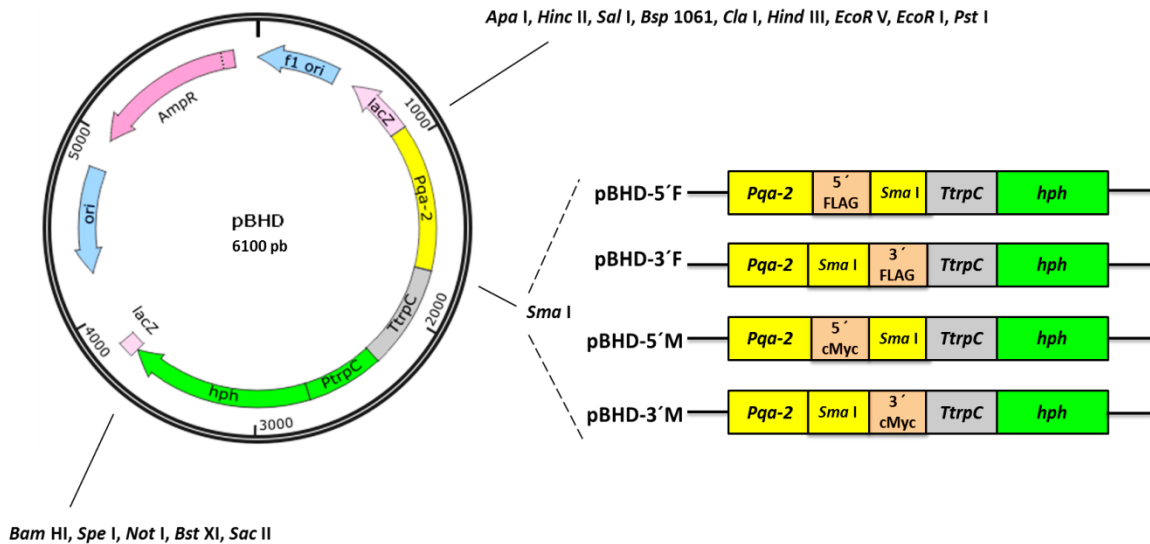 Apa I, Hinc II, Sal I, Bsp 1061, Cla I, Hind III, EcoR V, EcoR I, Pst I
f1 ori
AmpR
lacZ
1000
5000
Pqa-2
ori
pBHD
6100 pb
TtrpC
2000
lacZ
4000
PtrpC
hph
3000
Sma I
pBHD-5´F Pqa-2 5´ FLAG Sma I TtrpC hph
pBHD-3´F Pqa-2 Sma I 3´ FLAG TtrpC hph
pBHD-5´M Pqa-2 5´ cMyc Sma I TtrpC hph
pBHD-3´M Pqa-2 Sma I 3´ cMyc TtrpC hph
Bam HI, Spe I, Not I, Bst XI, Sac II